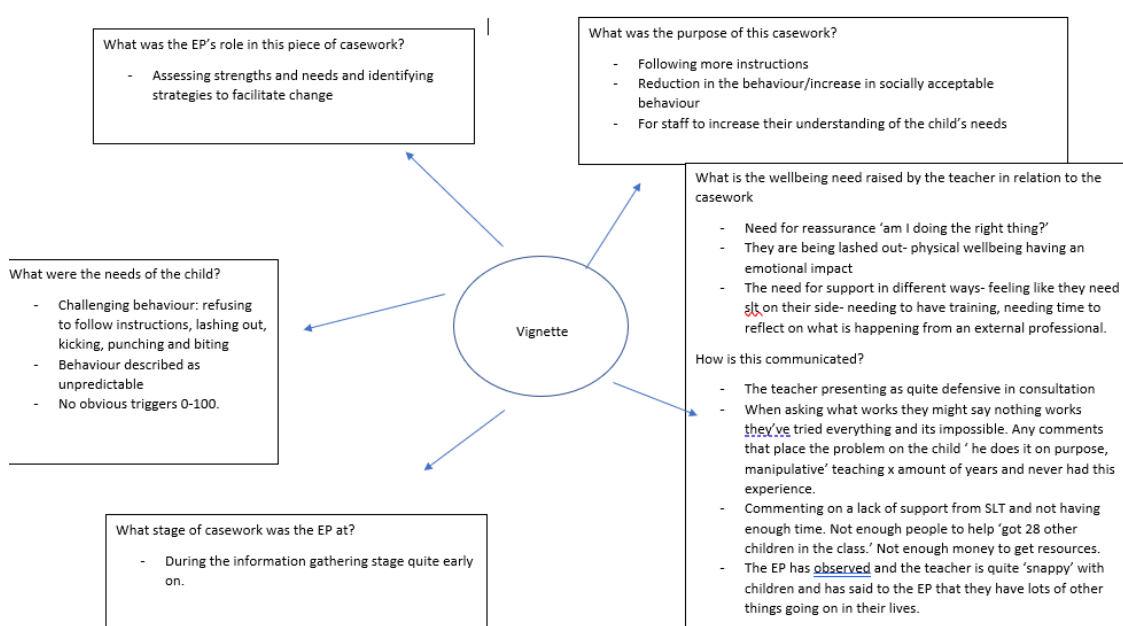 What was the EP's role in this piece of casework?
- Assessing strengths and needs and identifying
strategies to facilitate change
What was the purpose of this casework?
- Following more instructions
- Reduction in the behaviour/increase in socially acceptable
behaviour
- For staff to increase their understanding of the child's needs
What is the wellbeing need raised by the teacher in relation to the
casework
- Need for reassurance 'am I doing the right thing?'
- They are being lashed out- physical wellbeing having an
emotional impact
- The need for support in different ways- feeling like they need
slt on their side- needing to have training, needing time to
reflect on what is happening from an external professional.
How is this communicated?
- The teacher presenting as quite defensive in consultation
- When asking what works they might say nothing works
they've tried everything and its impossible. Any comments
that place the problem on the child ' he does it on purpose,
manipulative' teaching x amount of years and never had this
experience.
- Commenting on a lack of support from SLT and not having
enough time. Not enough people to help 'got 28 other
children in the class.' Not enough money to get resources.
- The EP has observed and the teacher is quite 'snappy' with
children and has said to the EP that they have lots of other
things going on in their lives.
What were the needs of the child?
- Challenging behaviour: refusing
to follow instructions, lashing out,
kicking, punching and biting
- Behaviour described as
unpredictable
- No obvious triggers 0-100.
Vignette
What stage of casework was the EP at?
- During the information gathering stage quite early
on.